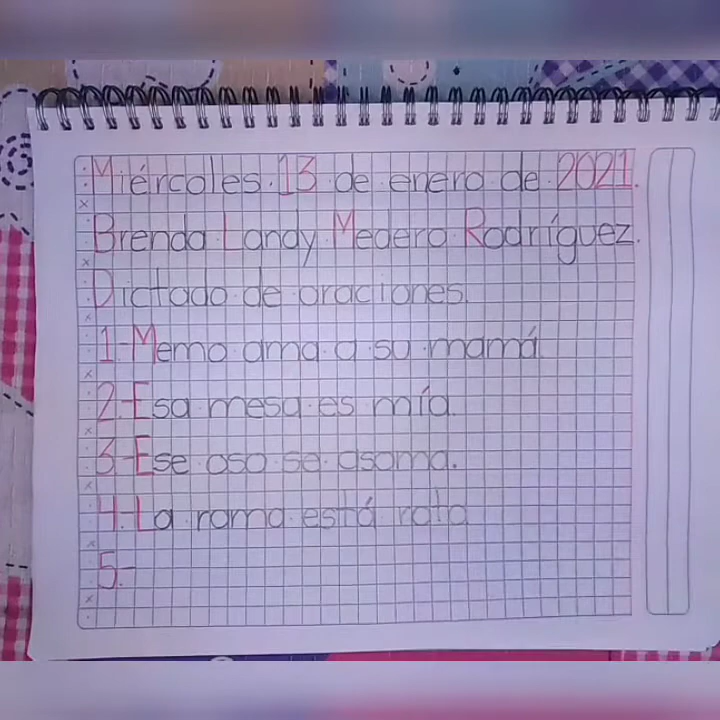 Miércoles 13 de enero de 2021.
Brenda Landy Medero Rodríguez.
Dictado de oraciones.
1-Memo ama a su mamá
2-Esa mesa es mía.
3-Ese oso se asoma.
4-La rama está rota
5.-